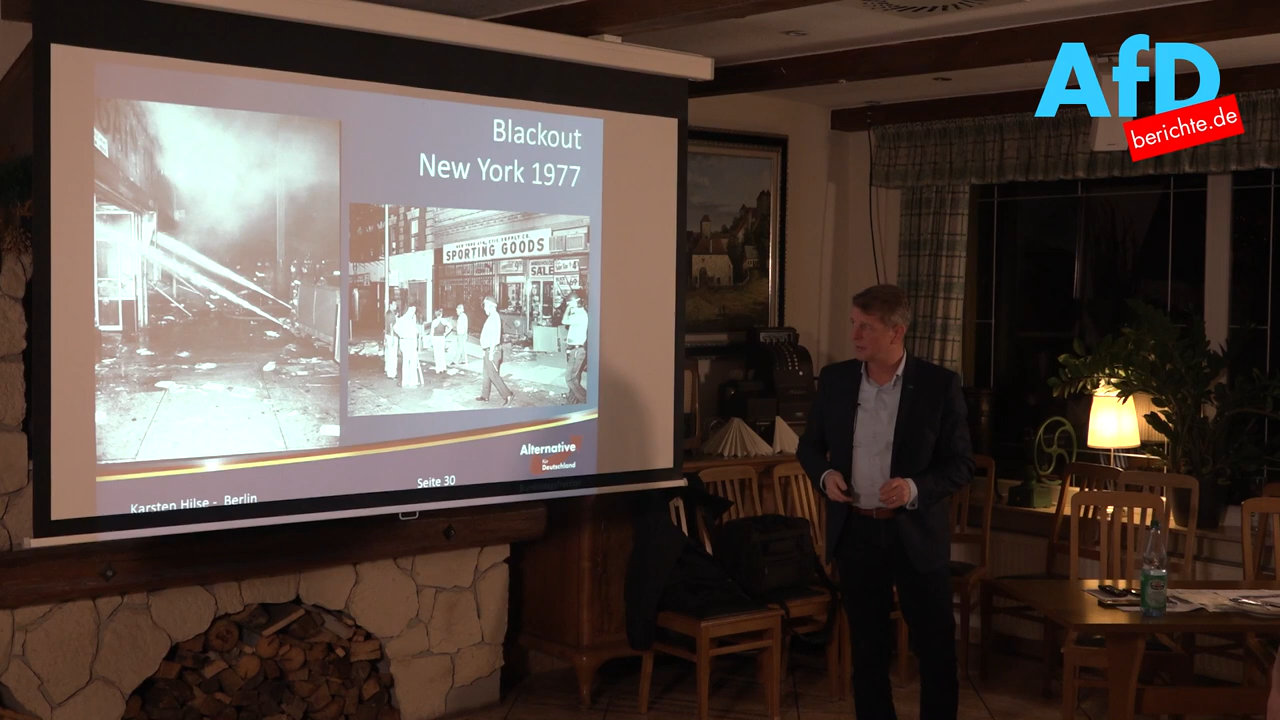 Blackout
New York 1977
SPORTING GOODS
SALE
Alternative
für
Deutschland
Seite 30
Karsten Hilse - Berlin
AfD
berichte.de